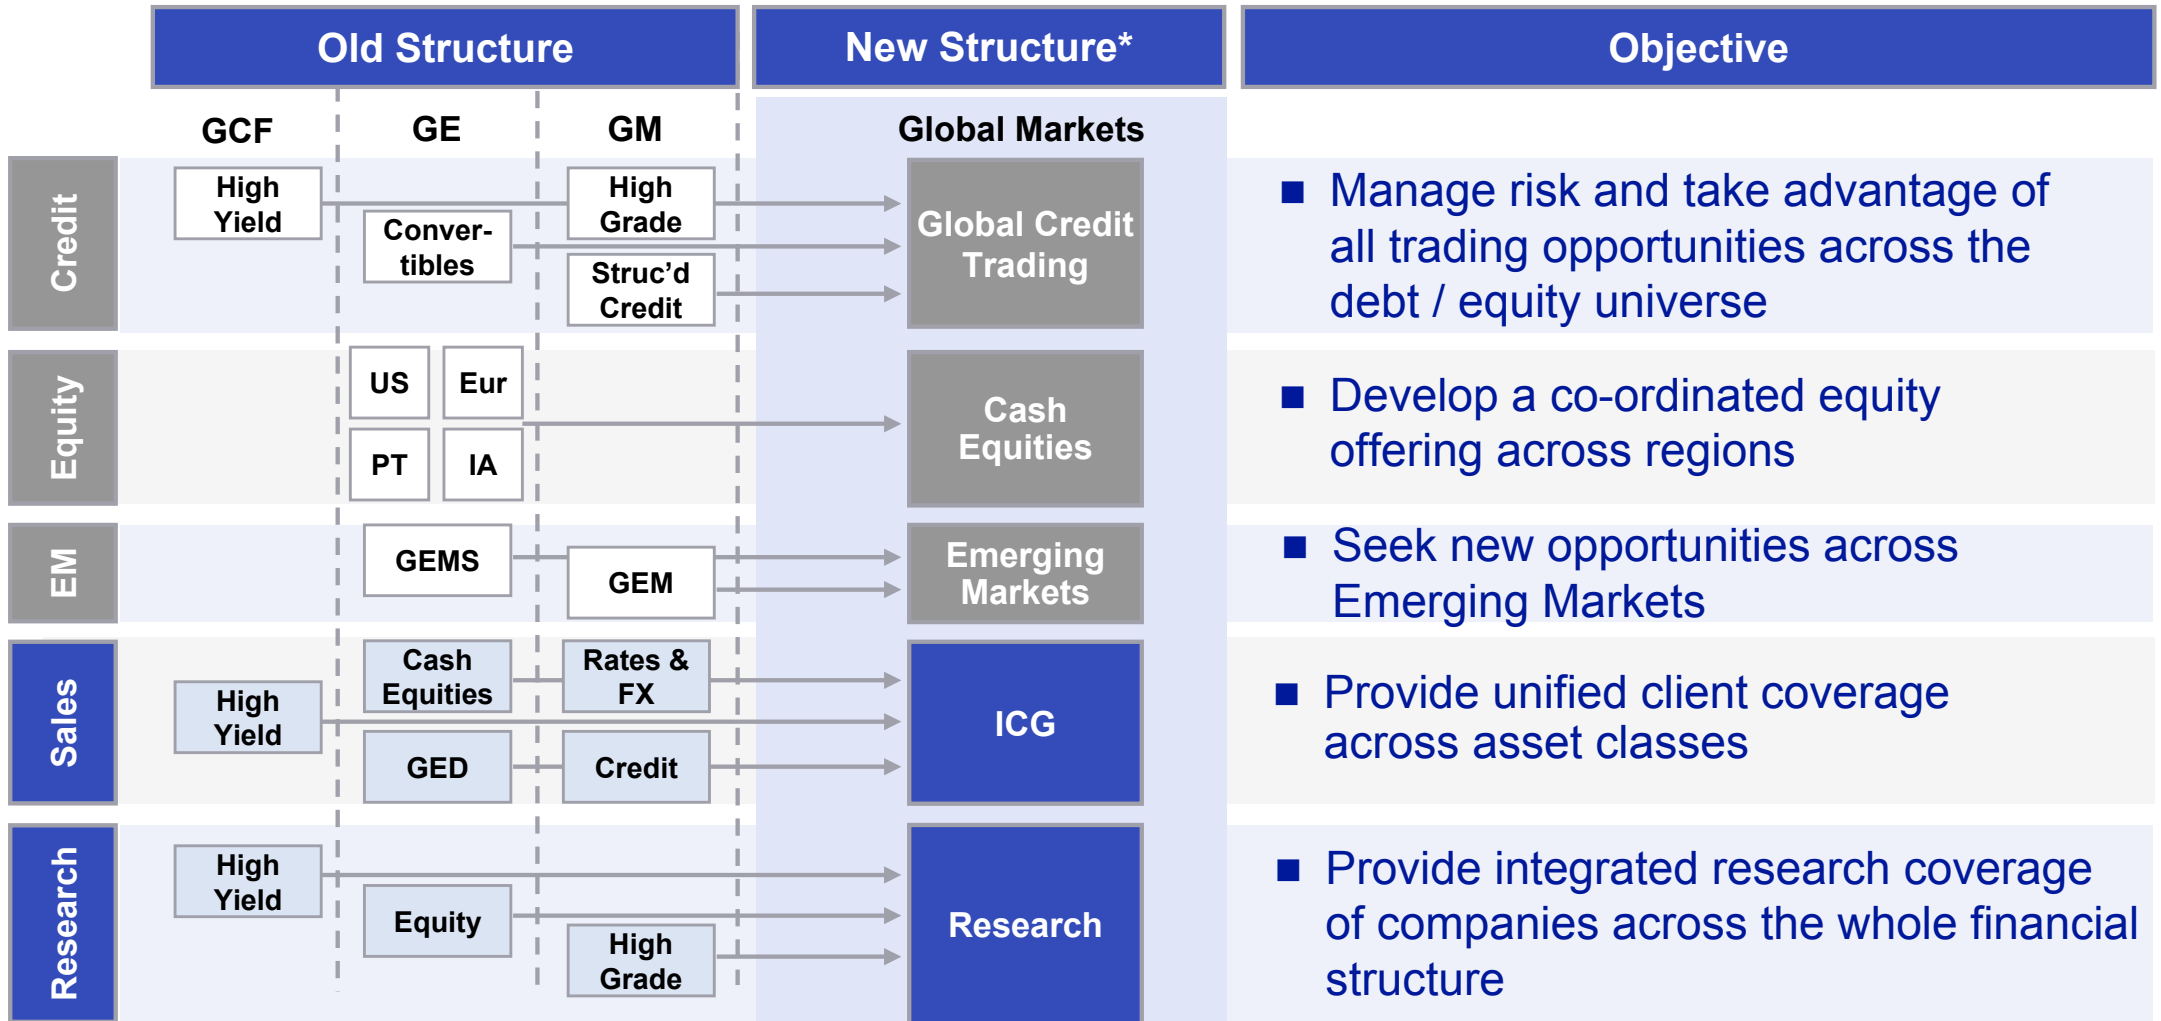 Old Structure
New Structure*
Objective
GCF
GE
GM
Global Markets
Credit
High
Yield
Conver-
tibles
High
Grade
Struc’d
Credit
Global Credit
Trading
■ Manage risk and take advantage of
all trading opportunities across the
debt / equity universe
Equity
US
Eur
PT
IA
Cash
Equities
■ Develop a co-ordinated equity
offering across regions
EM
GEMS
GEM
Emerging
Markets
■ Seek new opportunities across
Emerging Markets
Sales
High
Yield
Cash
Equities
Rates &
FX
GED
Credit
ICG
■ Provide unified client coverage
across asset classes
Research
High
Yield
Equity
High
Grade
Research
■ Provide integrated research coverage
of companies across the whole financial
structure